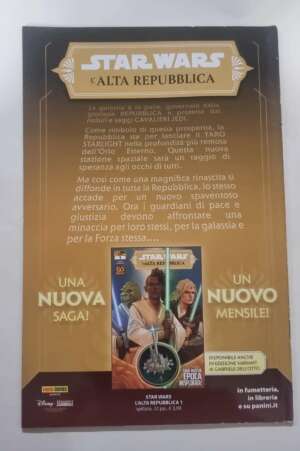 STAR WARS
L'ALTA REPUBBLICA
La galassia è in pace, governata dalla
gloriosa REPUBBLICA e protetta dai
nobili e saggi CAVALIERI JEDI.
Come simbolo di questa prosperità, la
Repubblica sta per lanciare il FARO
STARLIGHT nella profondità più remota
dell'Orlo Esterno. Questa nuova
stazione spaziale sarà un raggio di
speranza agli occhi di tutti.
Ma così come una magnifica rinascita si
diffonde in tutta la Repubblica, lo stesso
accade per un nuovo spaventoso
avversario. Ora i guardiani di pace e
giustizia devono affrontare una
minaccia per loro stessi, per la galassia e
per la Forza stessa....
UNA
NUOVA
SAGA!
STAR WARS
UN
NUOVO
MENSILE!
EPOCA
DISPONIBILE ANCHE
IN EDIZIONE VARIANT
DI GABRIELE DELL'OTTO
STAR WARS
L'ALTA REPUBBLICA 1
in fumetteria,
in libreria
e su panini.it
Disney